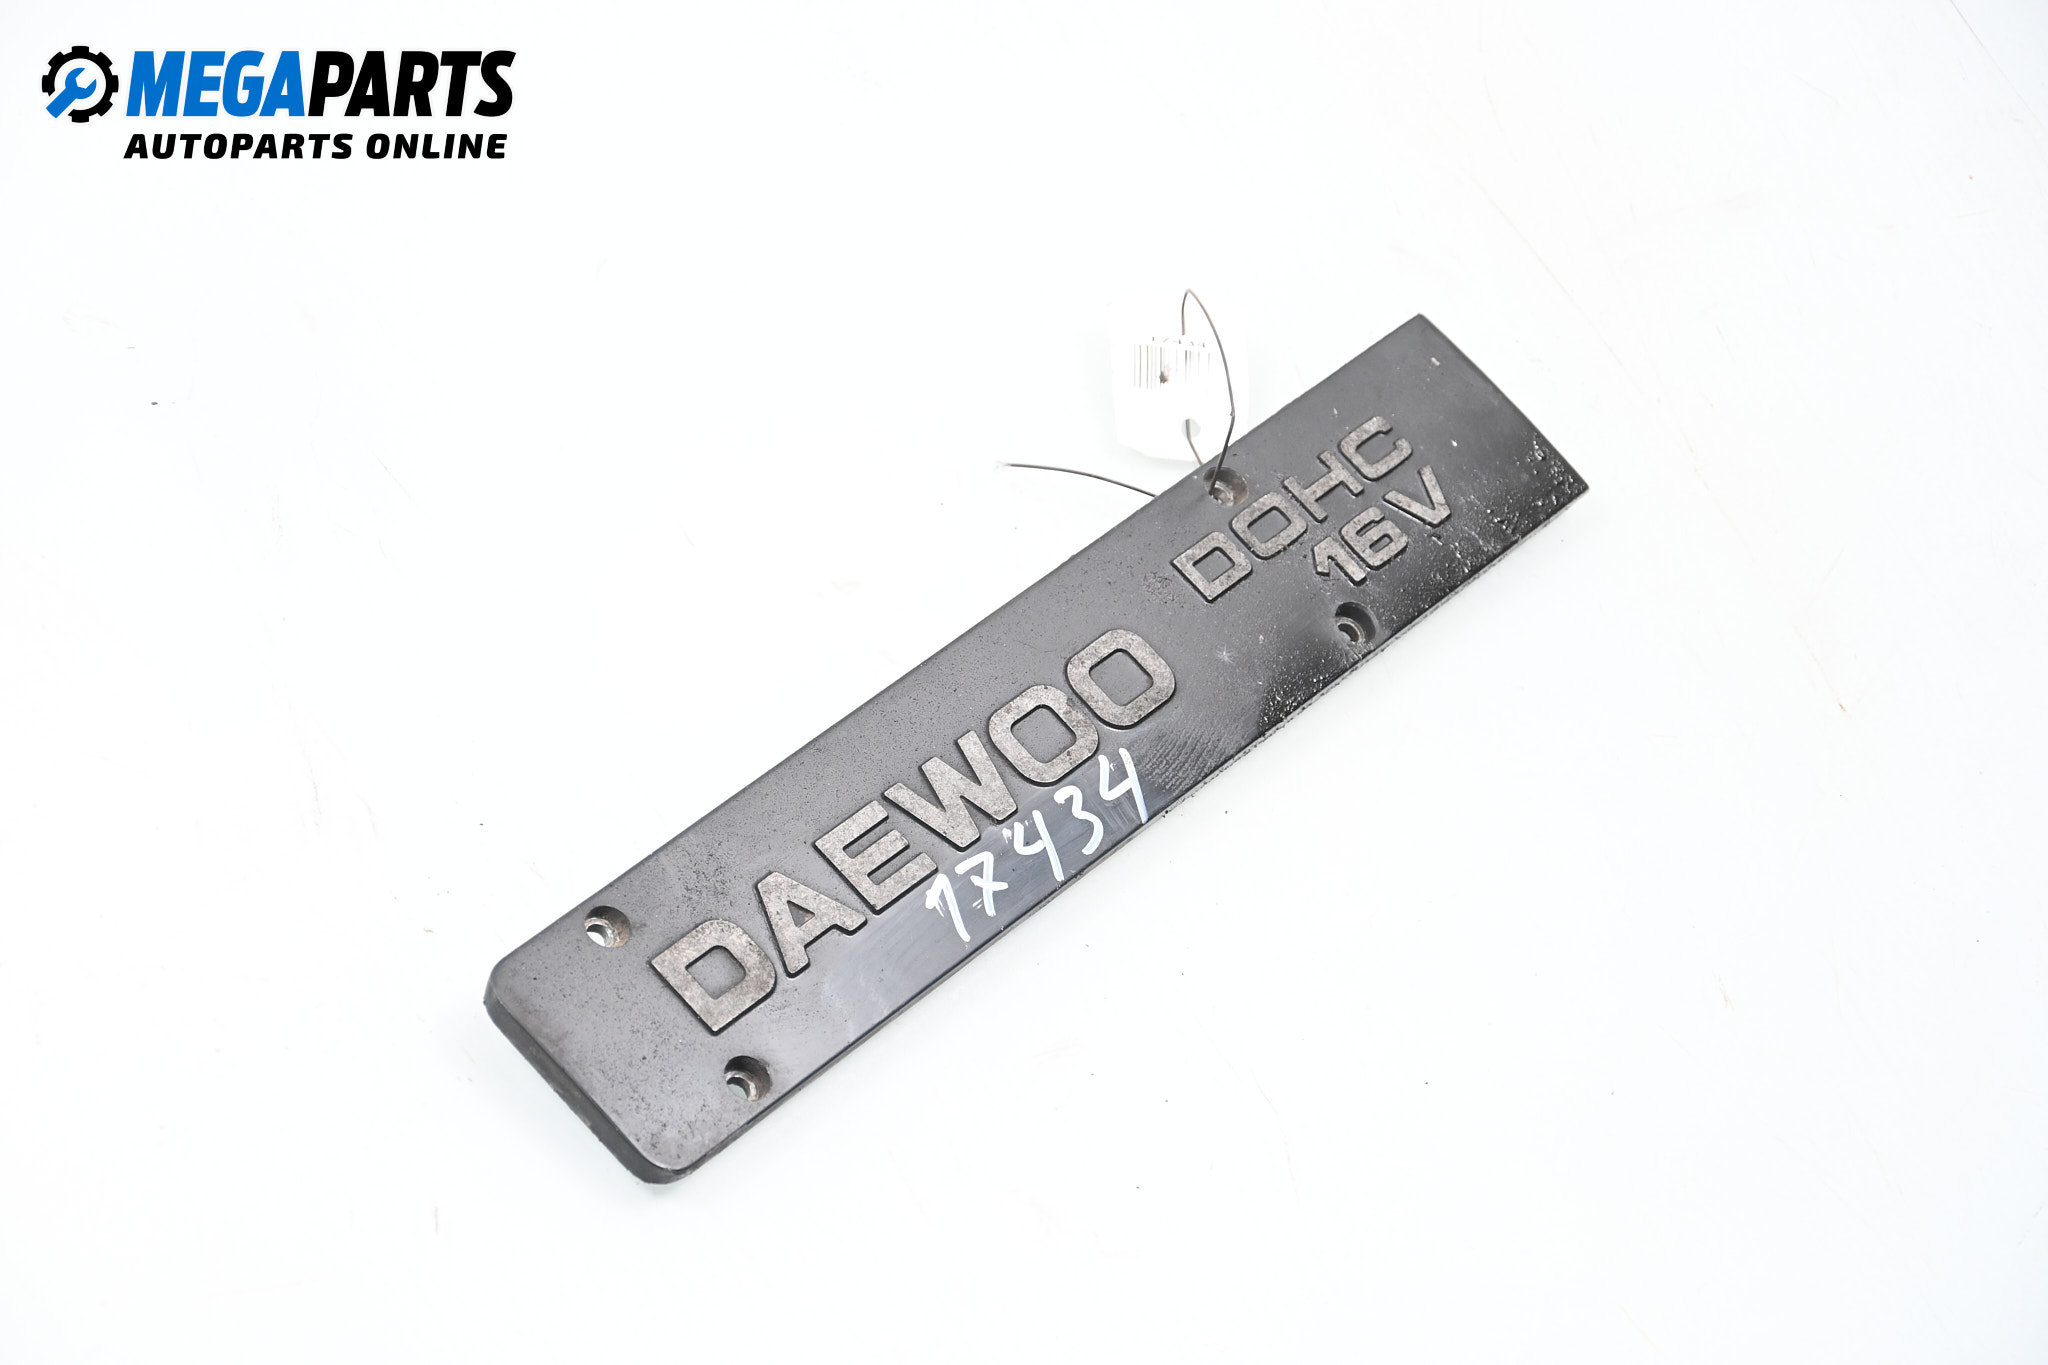 MEGAPARTS
AUTOPARTS ONLINE
DOHC
16V
DAEWOO
17434